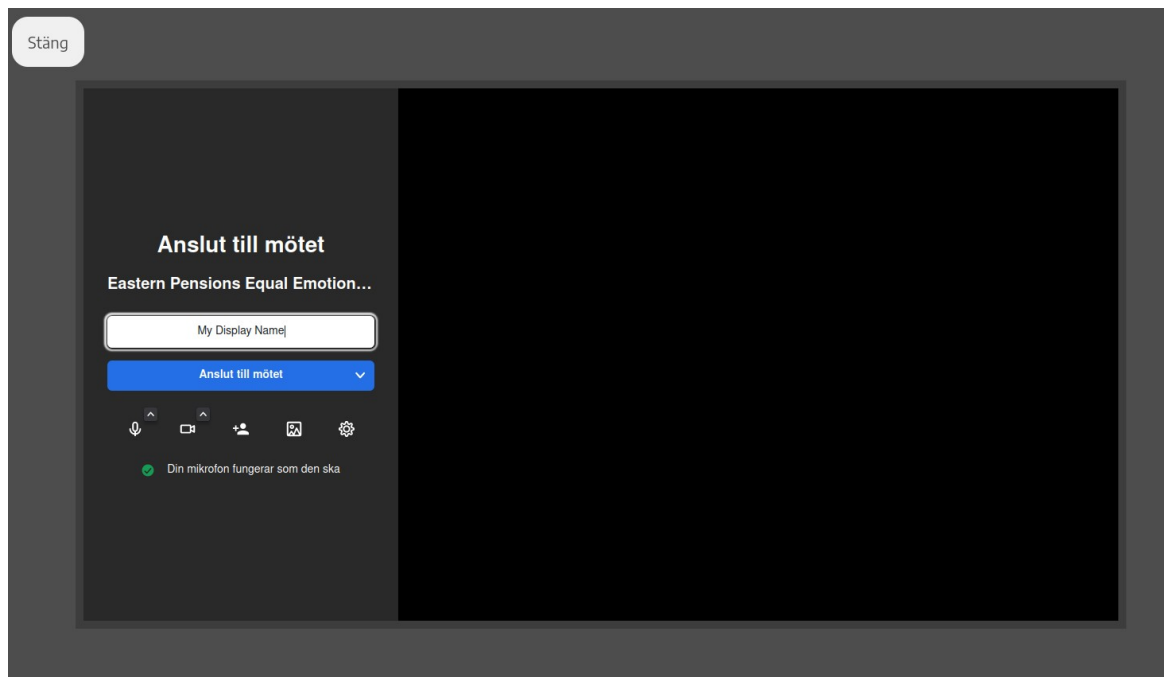 Stäng
Anslut till mötet
Eastern Pensions Equal Emotion...
My Display Name
Anslut till mötet
Din mikrofon fungerar som den ska